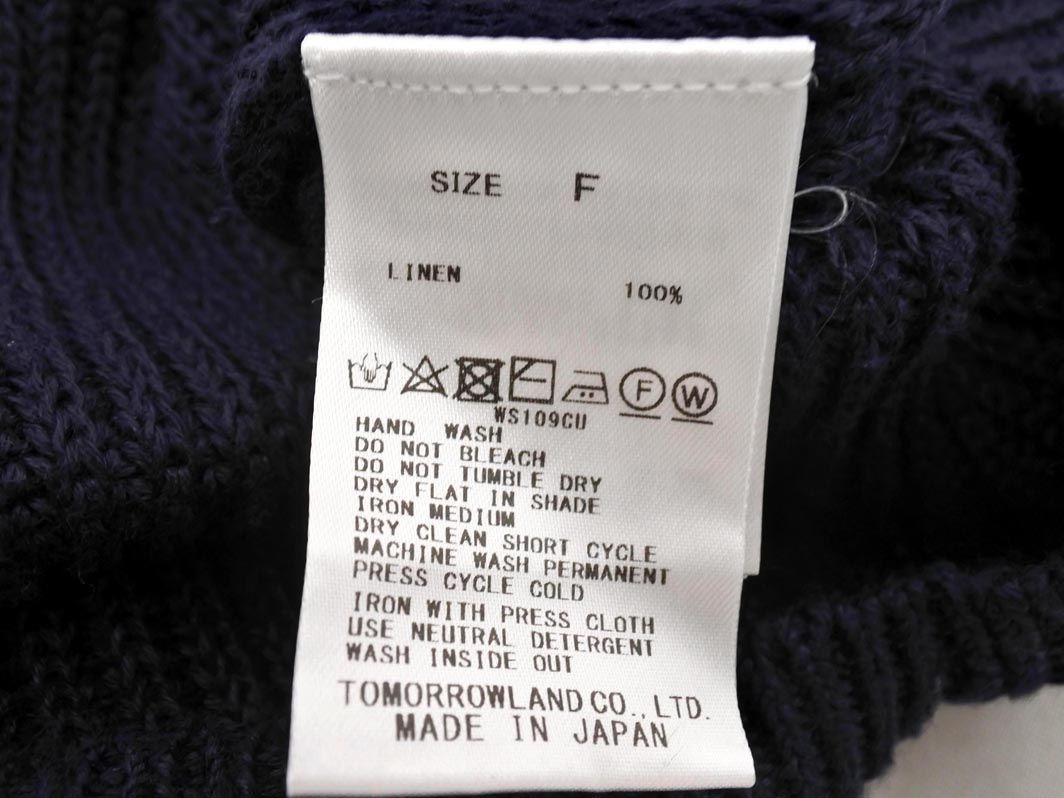 SIZE F
LINEN 100%
F W
WS109CU
HAND WASH
DO NOT BLEACH
DO NOT TUMBLE DRY
DRY FLAT IN SHADE
IRON MEDIUM
DRY CLEAN SHORT CYCLE
MACHINE WASH PERMANENT
PRESS CYCLE COLD
IRON WITH PRESS CLOTH
USE NEUTRAL DETERGENT
WASH INSIDE OUT
TOMORROWLAND CO., LTD.
MADE IN JAPAN